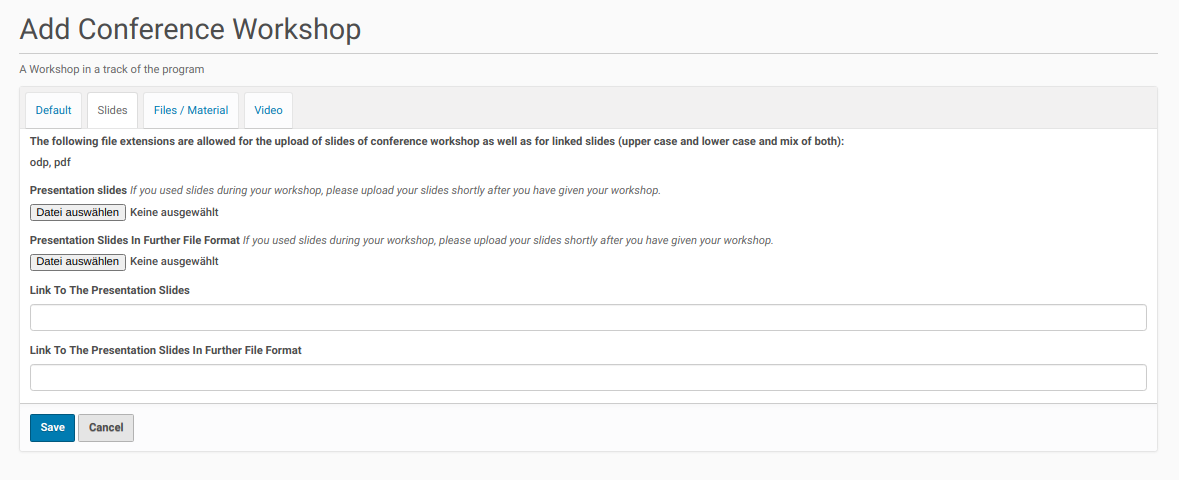 Add Conference Workshop
A Workshop in a track of the program
Default Slides Files / Material Video
The following file extensions are allowed for the upload of slides of conference workshop as well as for linked slides (upper case and lower case and mix of both):
odp, pdf
Presentation slides If you used slides during your workshop, please upload your slides shortly after you have given your workshop.
Datei auswählen Keine ausgewählt
Presentation Slides In Further File Format If you used slides during your workshop, please upload your slides shortly after you have given your workshop.
Datei auswählen Keine ausgewählt
Link To The Presentation Slides
Link To The Presentation Slides In Further File Format
Save Cancel